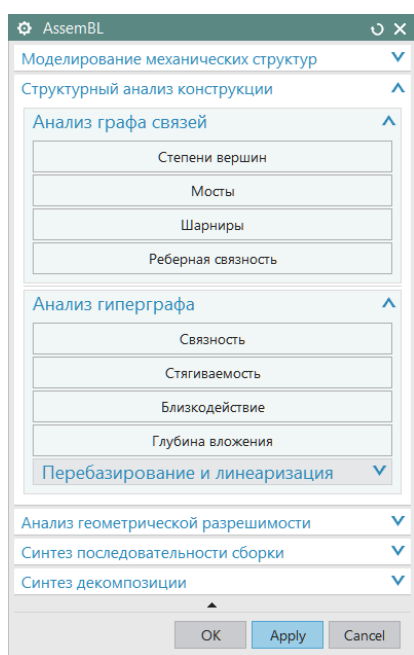 AssemBL
Моделирование механических структур
Структурный анализ конструкции
Анализ графа связей
Степени вершин
Мосты
Шарниры
Реберная связность
Анализ гиперграфа
Связность
Стягиваемость
Близкодействие
Глубина вложения
Перебазирование и линеаризация
Анализ геометрической разрешимости
Синтез последовательности сборки
Синтез декомпозиции
OK Apply Cancel